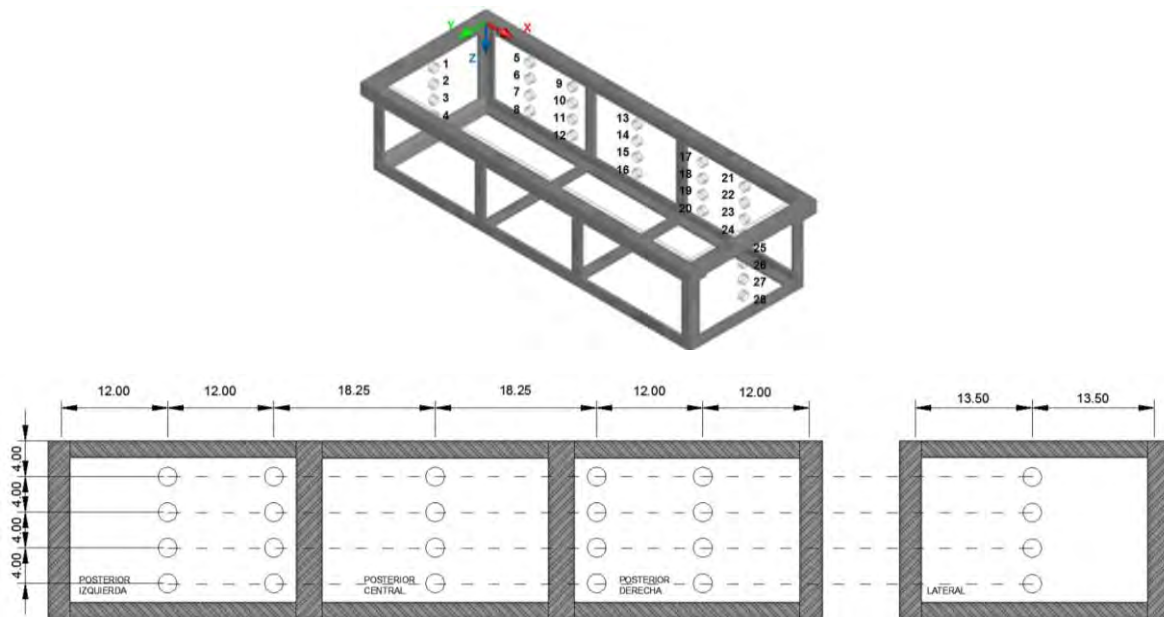 Y
X
Z
1
2
3
4
5
6
7
8
9
10
11
12
13
14
15
16
17
18
19
20
21
22
23
24
25
26
27
28
12.00 12.00 18.25 18.25 12.00 12.00 13.50 13.50
4.00
4.00
4.00
4.00
POSTERIOR
IZQUIERDA
POSTERIOR
CENTRAL
POSTERIOR
DERECHA
LATERAL